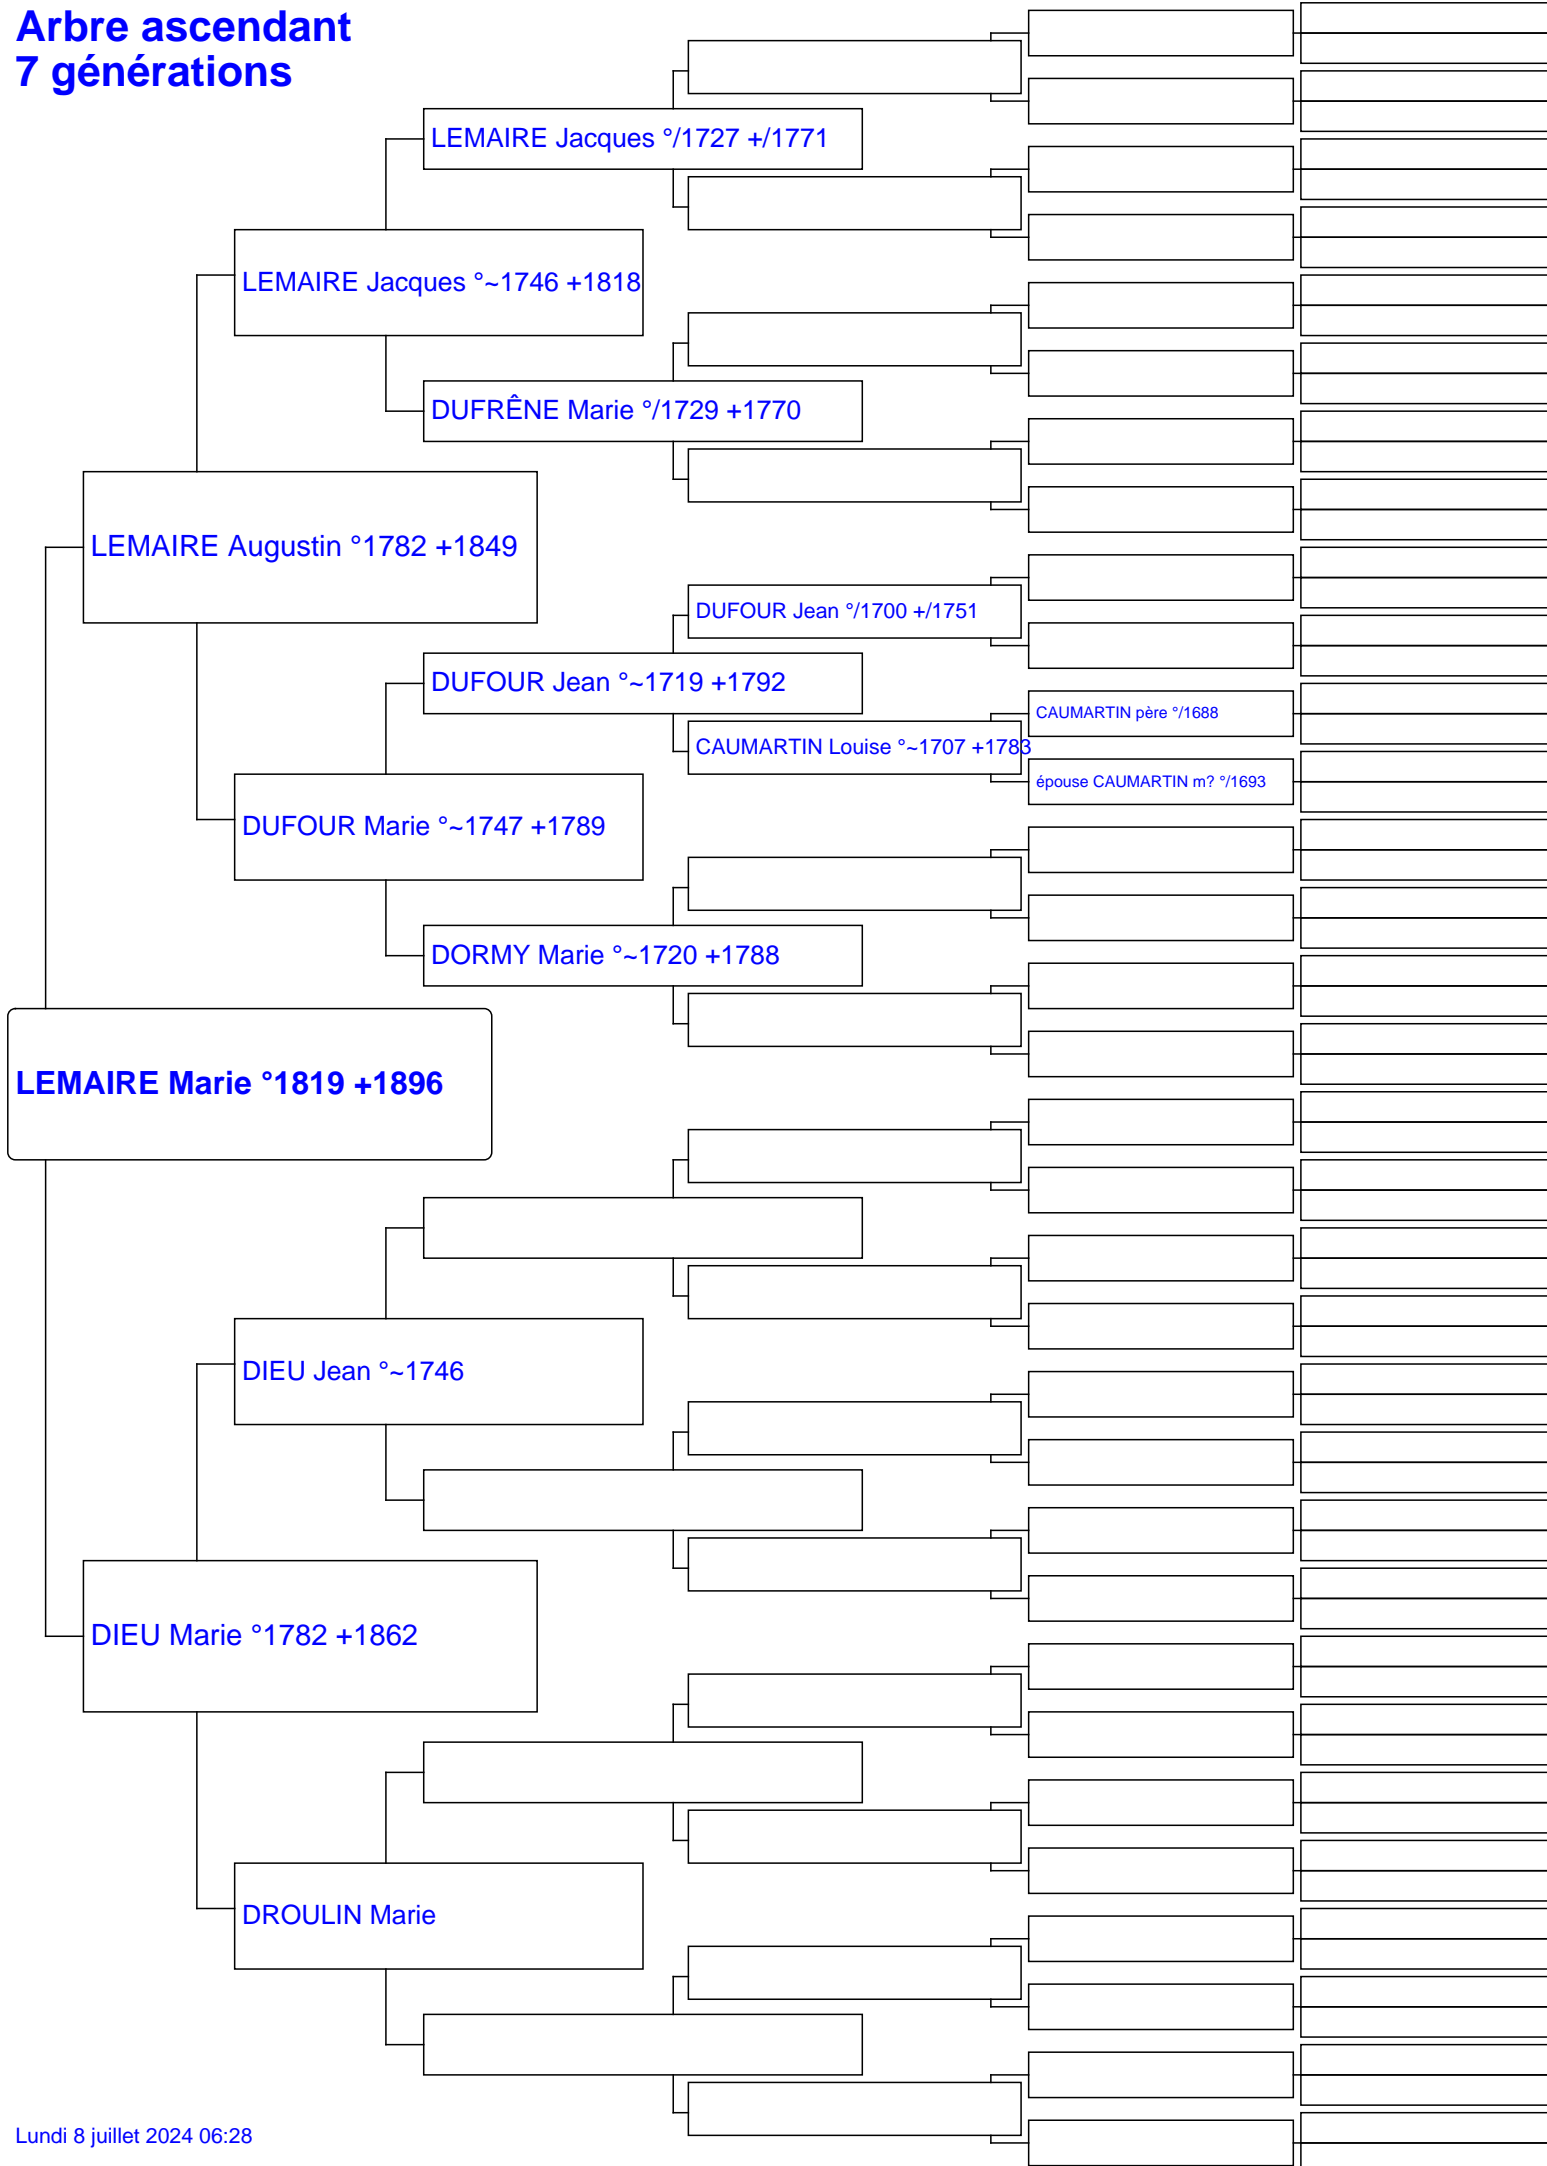 Arbre ascendant
7 générations
LEMAIRE Jacques °/1727 +/1771
LEMAIRE Jacques °~1746 +1818
DUFRÊNE Marie °/1729 +1770
LEMAIRE Augustin °1782 +1849
DUFOUR Jean °/1700 +/1751
DUFOUR Jean °~1719 +1792
CAUMARTIN père °/1688
CAUMARTIN Louise °~1707 +1783
épouse CAUMARTIN m? °/1693
DUFOUR Marie °~1747 +1789
DORMY Marie °~1720 +1788
LEMAIRE Marie °1819 +1896
DIEU Jean °~1746
DIEU Marie °1782 +1862
DROULIN Marie
Lundi 8 juillet 2024 06:28